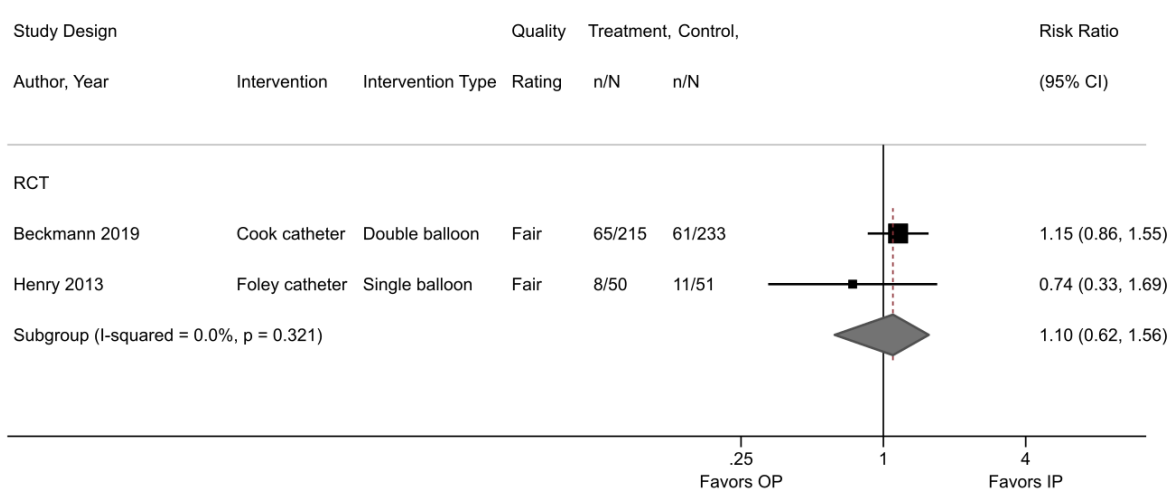 Study Design Quality Treatment, Control, Risk Ratio
Author, Year Intervention Intervention Type Rating n/N n/N (95% CI)
RCT
Beckmann 2019 Cook catheter Double balloon Fair 65/215 61/233 1.15 (0.86, 1.55)
Henry 2013 Foley catheter Single balloon Fair 8/50 11/51 0.74 (0.33, 1.69)
Subgroup (I-squared = 0.0%, p = 0.321) 1.10 (0.62, 1.56)
.25 1 4
Favors OP Favors IP